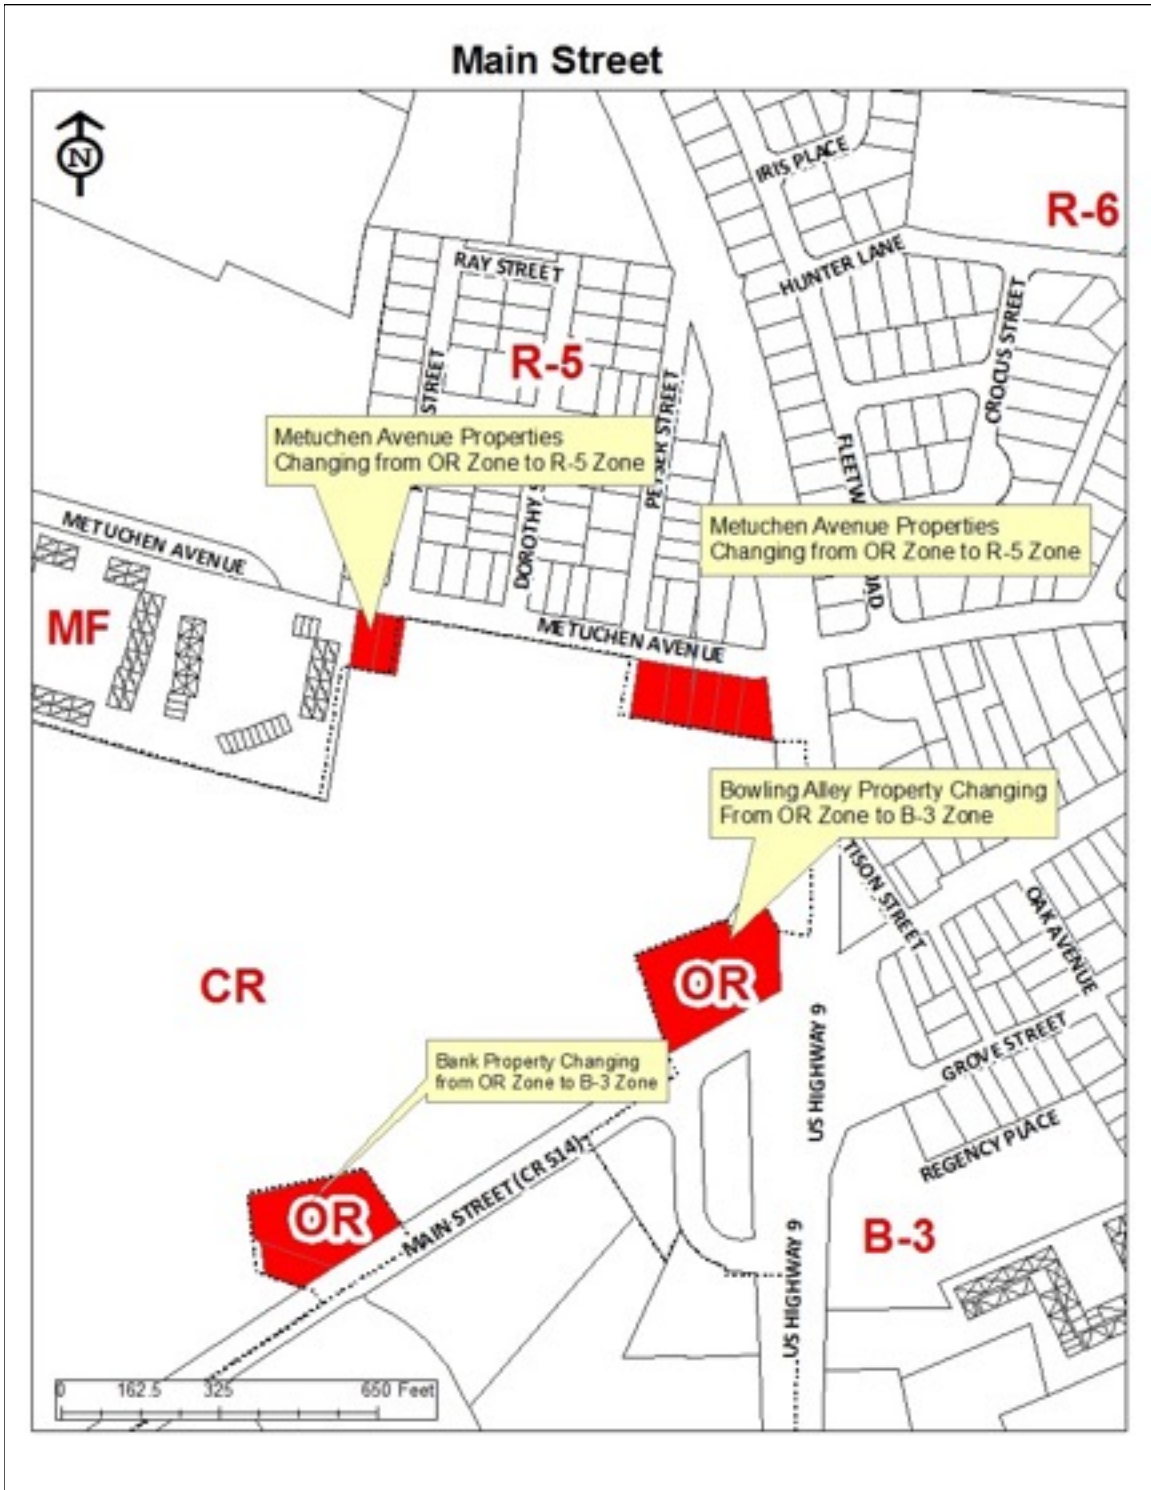 Main Street
N
IRIS PLACE
R-6
HUNTER LANE
RAY STREET
CROCUS STREET
R-5
STREET
Metuchen Avenue Properties
Changing from OR Zone to R-5 Zone
STREET
DOROTHY
METUCHEN AVENUE
Metuchen Avenue Properties
Changing from OR Zone to R-5 Zone
MF
METUCHEN AVENUE
Bowling Alley Property Changing
From OR Zone to B-3 Zone
TISON STREET
OAK AVENUE
CR
OR
US HIGHWAY 9
GROVE STREET
Bank Property Changing
from OR Zone to B-3 Zone
REGENCY PLACE
MAIN STREET (CR 514)
OR
B-3
US HIGHWAY 9
0 162.5 325 650 Feet